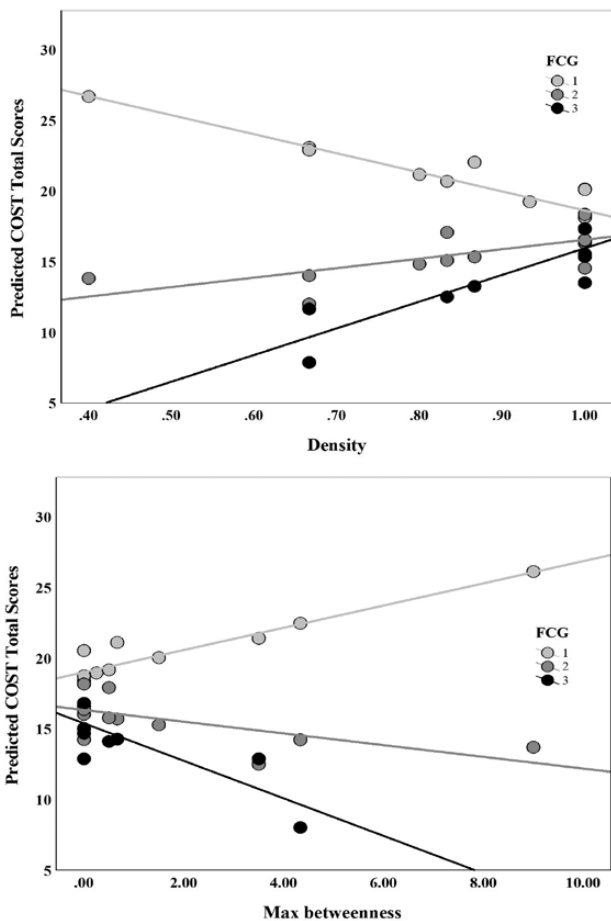 30
25
20
15
10
5
Predicted COST Total Scores
FCG
1
2
3
.40 .50 .60 .70 .80 .90 1.00
Density
30
25
20
15
10
5
Predicted COST Total Scores
FCG
1
2
3
.00 2.00 4.00 6.00 8.00 10.00
Max betweenness